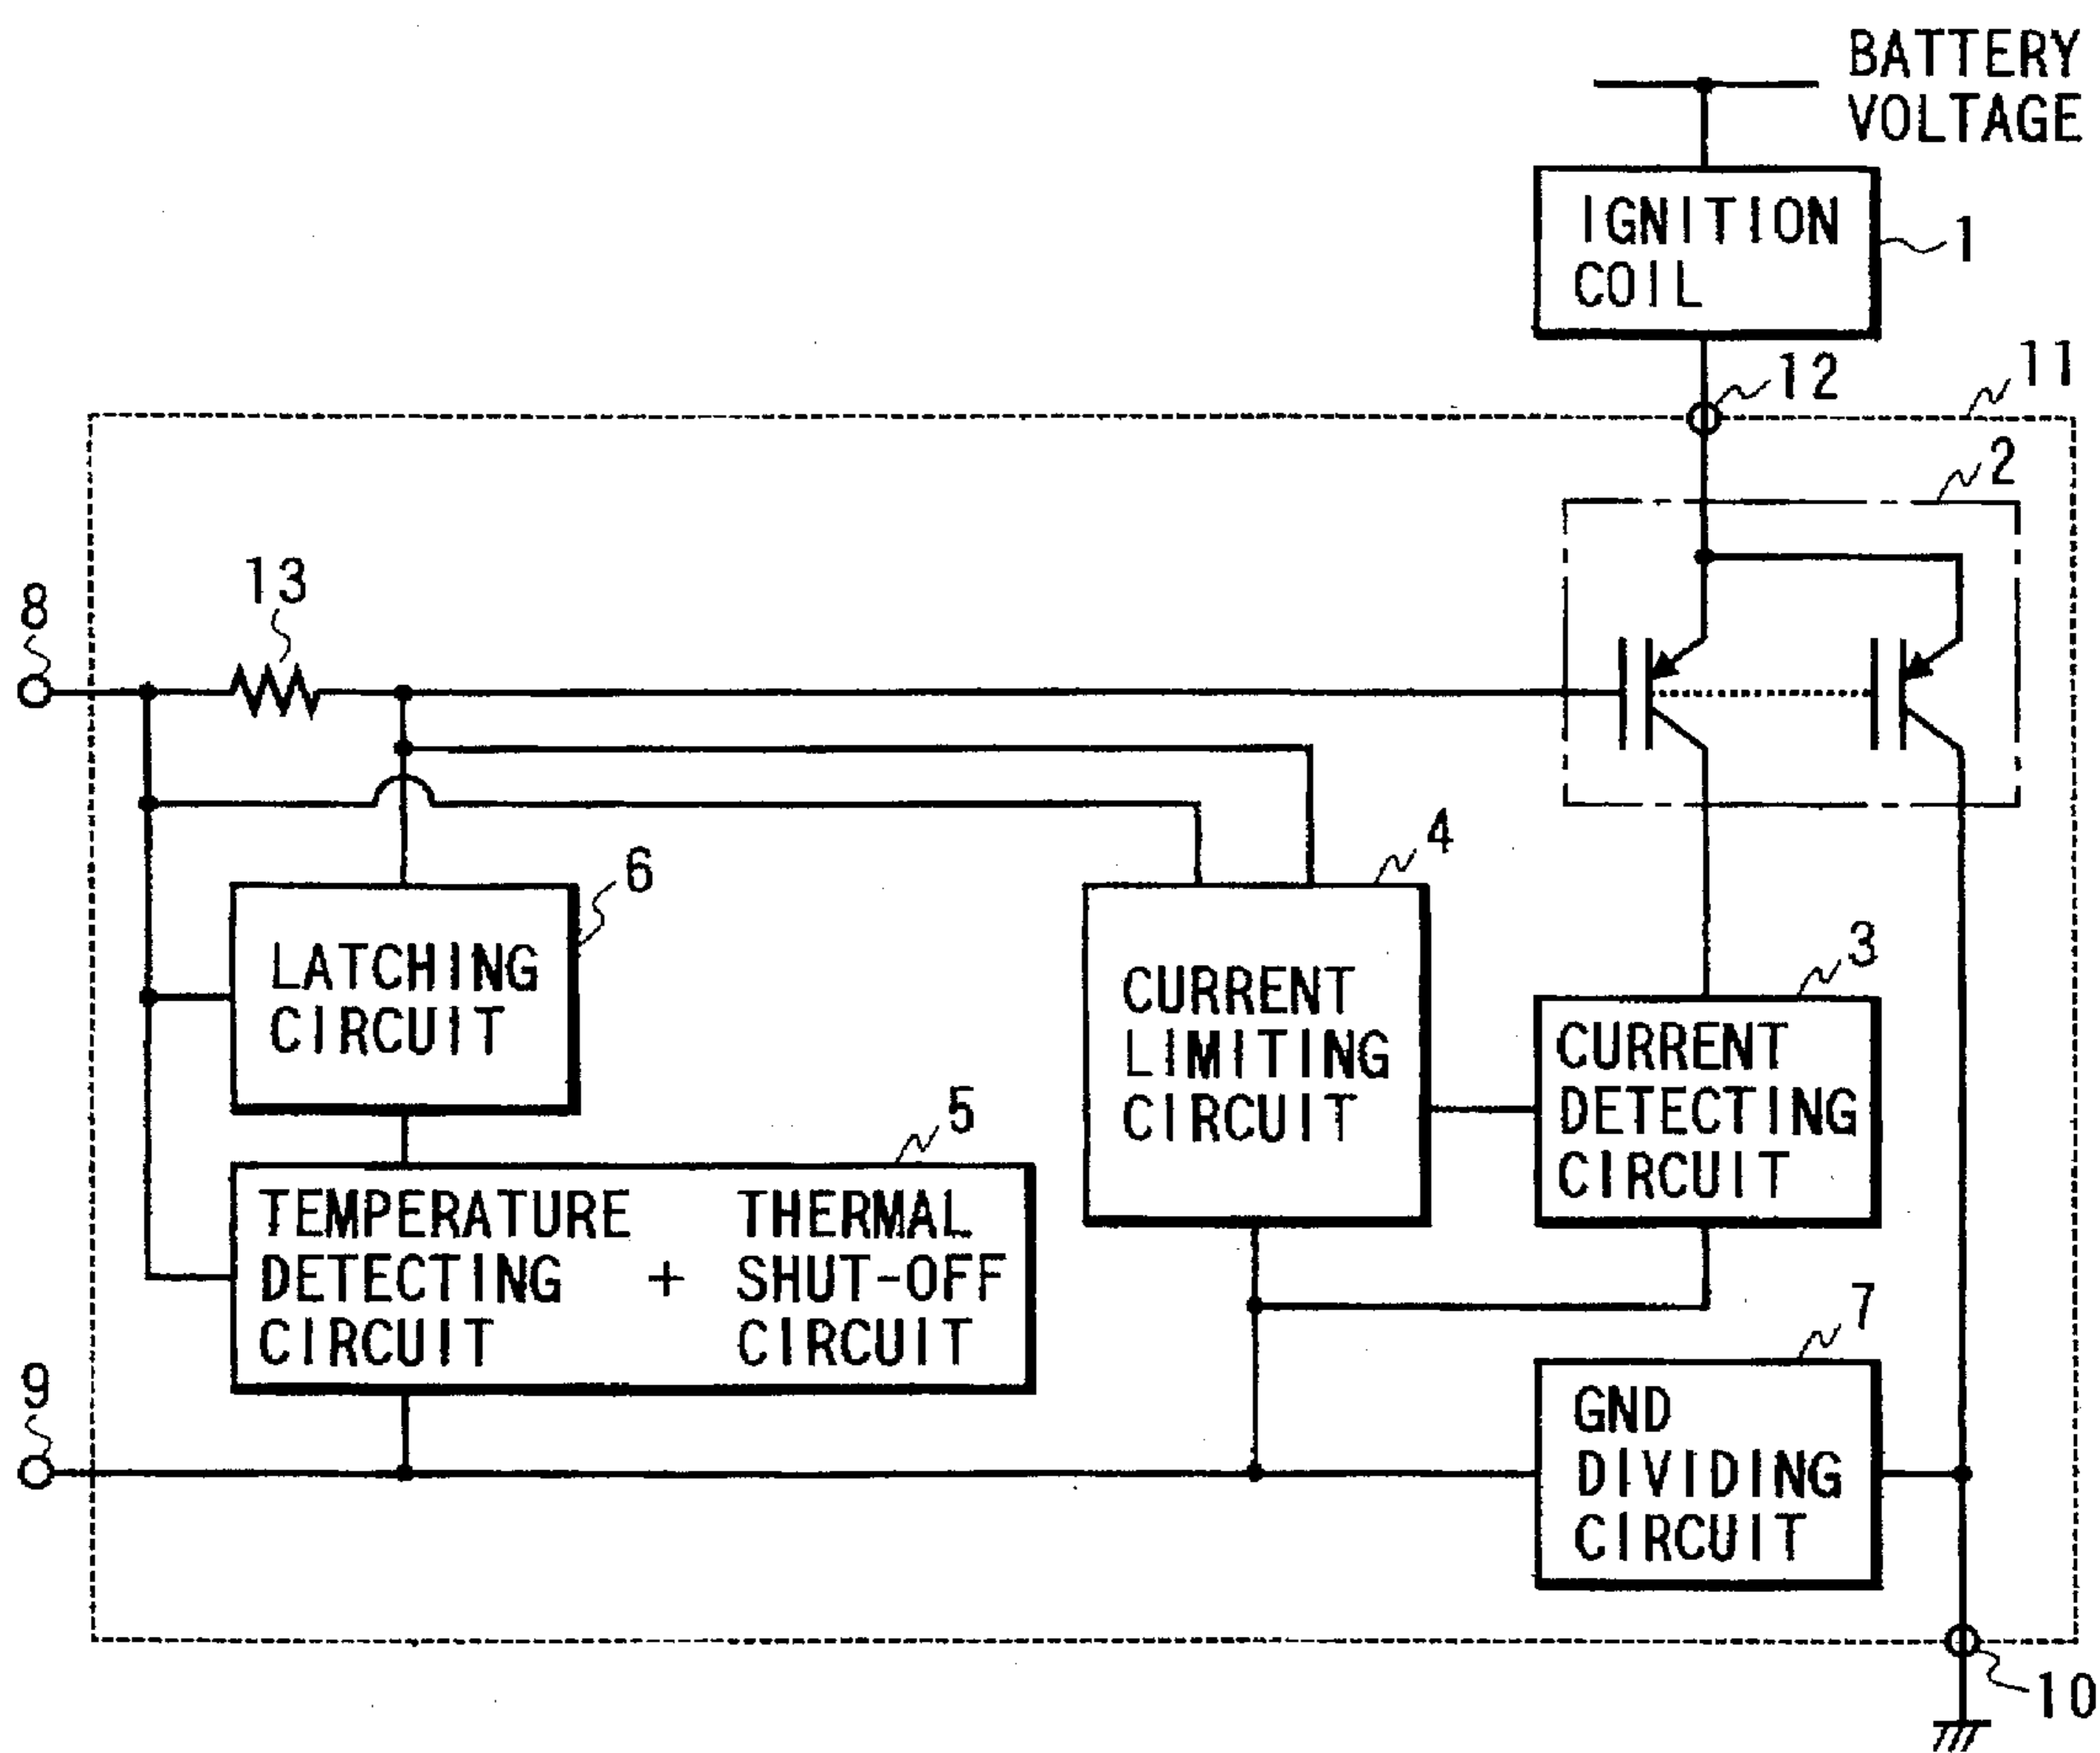 BATTERY
VOLTAGE
IGNITION
COIL
1
12
11
2
13
8
4
6
LATCHING
CIRCUIT
3
CURRENT
LIMITING
CIRCUIT
CURRENT
DETECTING
CIRCUIT
5
TEMPERATURE
DETECTING
CIRCUIT
+
THERMAL
SHUT-OFF
CIRCUIT
7
9
GND
DIVIDING
CIRCUIT
10